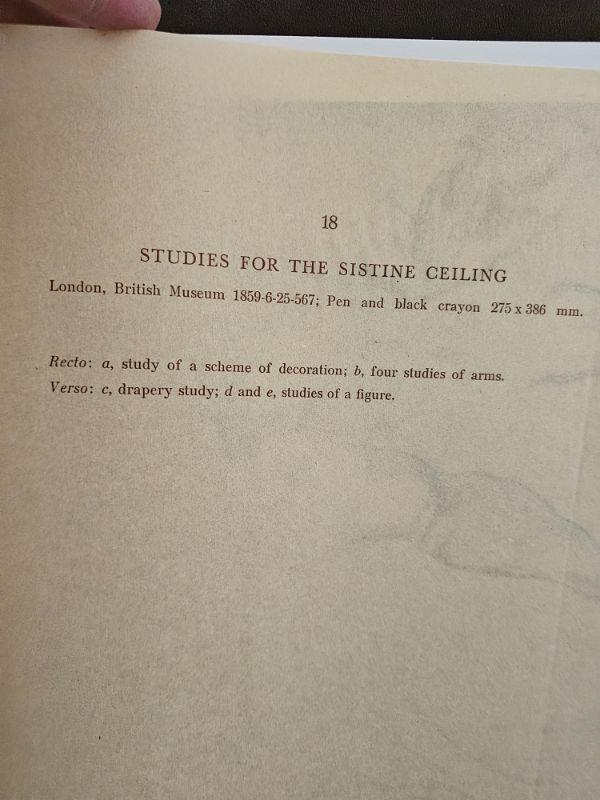 18
STUDIES FOR THE SISTINE CEILING
London, British Museum 1859-6-25-567; Pen and black crayon 275 x 386 mm.
Recto: a, study of a scheme of decoration; b, four studies of arms.
Verso: c, drapery study; d and e, studies of a figure.